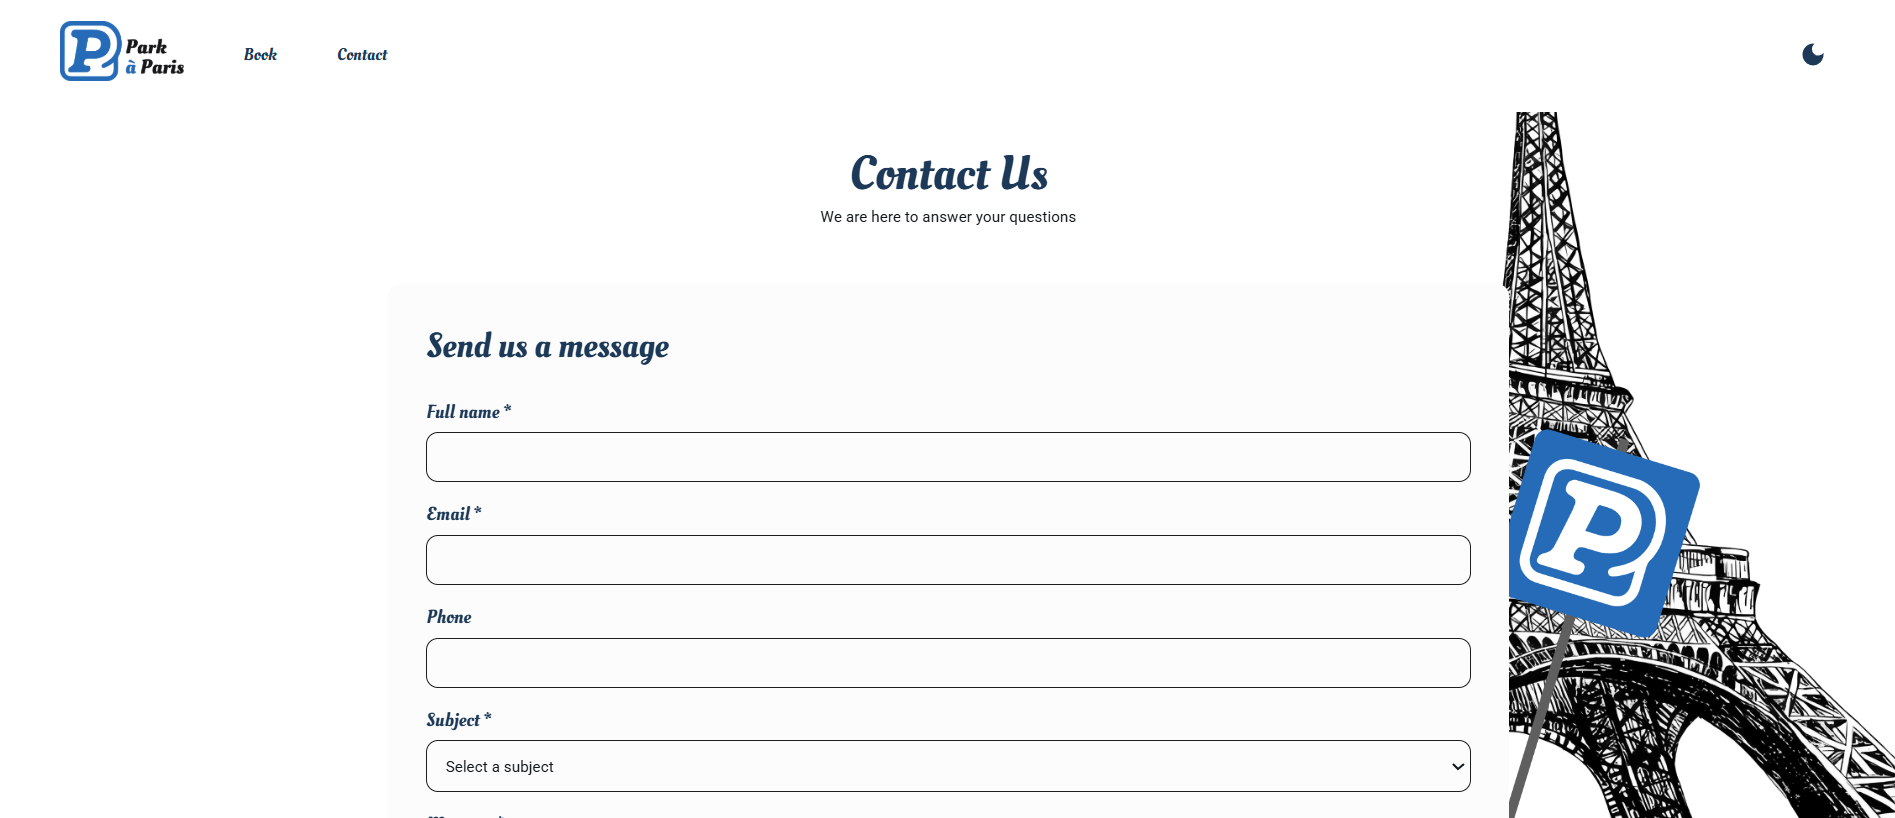 Park
à Paris
Book
Contact
Contact Us
We are here to answer your questions
Send us a message
Full name *
Email *
Phone
Subject *
Select a subject
P